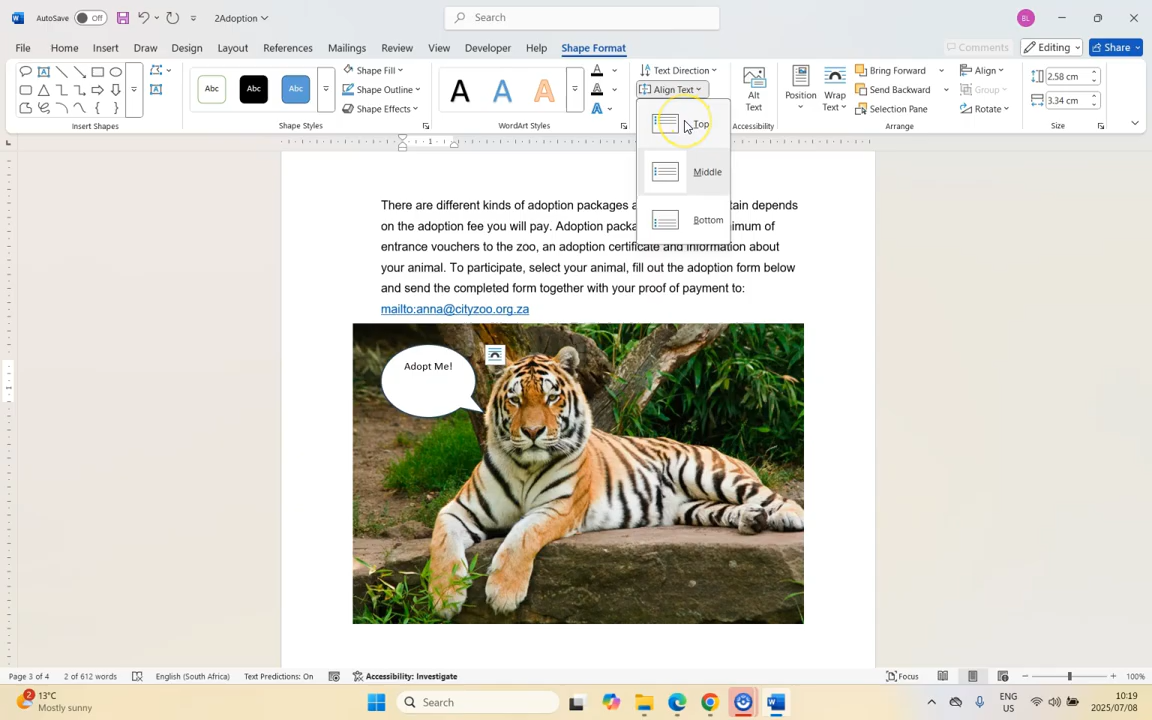 AutoSave Off 2Adoption Search BL
File Home Insert Draw Design Layout References Mailings Review View Developer Help Shape Format Comments Editing Share
Abc Abc Abc
Shape Fill
Shape Outline
Shape Effects
A A A
Text Direction
Align Text
Alt Text
Position
Wrap Text
Bring Forward
Send Backward
Selection Pane
Align
Group
Rotate
2.58 cm
3.34 cm
Insert Shapes Shape Styles WordArt Styles Accessibility Arrange Size
Top
Middle
Bottom
1
There are different kinds of adoption packages a tain depends
on the adoption fee you will pay. Adoption packa nimum of
entrance vouchers to the zoo, an adoption certificate and information about
your animal. To participate, select your animal, fill out the adoption form below
and send the completed form together with your proof of payment to:
mailto:anna@cityzoo.org.za
Adopt Me!
Page 3 of 4 2 of 612 words English (South Africa) Text Predictions: On Accessibility: Investigate Focus 100%
2
13°C
Mostly sunny
Search
ENG
US
10:19
2025/07/08